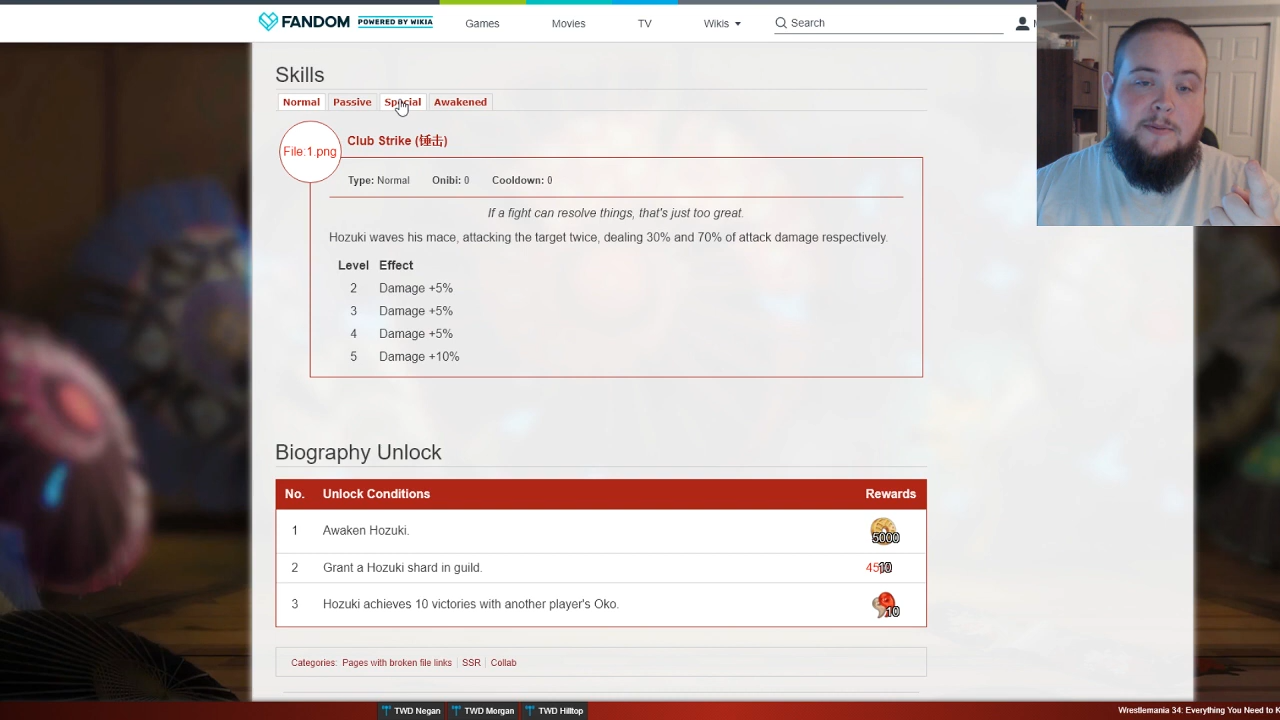 FANDOM POWERED BY WIKIA Games Movies TV Wikis Search
Skills
Normal Passive Special Awakened
File:1.png
Club Strike (锤击)
Type: Normal Onibi: 0 Cooldown: 0
If a fight can resolve things, that's just too great.
Hozuki waves his mace, attacking the target twice, dealing 30% and 70% of attack damage respectively.
Level Effect
2 Damage +5%
3 Damage +5%
4 Damage +5%
5 Damage +10%
Biography Unlock
No. Unlock Conditions Rewards
1 Awaken Hozuki. 5000
2 Grant a Hozuki shard in guild. 10
3 Hozuki achieves 10 victories with another player's Oko. 10
Categories: Pages with broken file links SSR Collab
TWD Negan TWD Morgan TWD Hilltop Wrestlemania 34: Everything You Need to